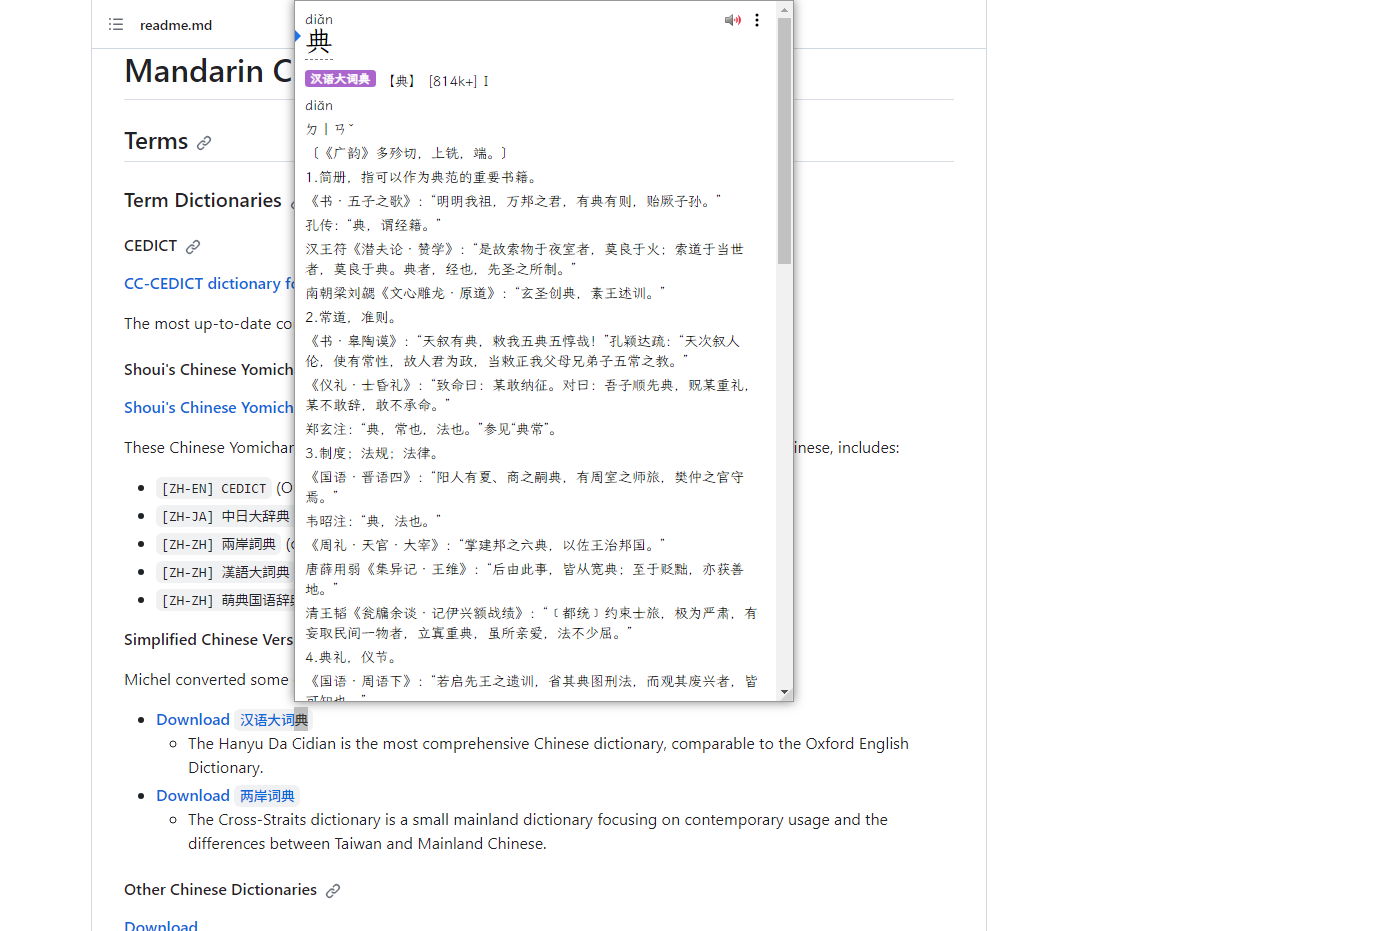 readme.md
Mandarin C
Terms
Term Dictionaries
CEDICT
CC-CEDICT dictionary fo
The most up-to-date co
Shoui's Chinese Yomich
Shoui's Chinese Yomich
These Chinese Yomichan
inese, includes:
[ZH-EN] CEDICT (O
[ZH-JA] 中日大辞典
[ZH-ZH] 兩岸詞典 (c
[ZH-ZH] 漢語大詞典
[ZH-ZH] 萌典国语辞典
Simplified Chinese Vers
Michel converted some
Download 汉语大词典
The Hanyu Da Cidian is the most comprehensive Chinese dictionary, comparable to the Oxford English
Dictionary.
Download 两岸词典
The Cross-Straits dictionary is a small mainland dictionary focusing on contemporary usage and the
differences between Taiwan and Mainland Chinese.
Other Chinese Dictionaries
Download
diǎn
典
汉语大词典 【典】 [814k+] I
diǎn
ㄉㄧㄢˇ
〔《广韵》多殄切，上铣，端。〕
1.简册，指可以作为典范的重要书籍。
《书·五子之歌》：“明明我祖，万邦之君，有典有则，贻厥子孙。”
孔传：“典，谓经籍。”
汉王符《潜夫论·赞学》：“是故索物于夜室者，莫良于火；索道于当世
者，莫良于典。典者，经也，先圣之所制。”
南朝梁刘勰《文心雕龙·原道》：“玄圣创典，素王述训。”
2.常道，准则。
《书·皋陶谟》：“天叙有典，敕我五典五惇哉！”孔颖达疏：“天次叙人
伦，使有常性，故人君为政，当敕正我父母兄弟子五常之教。”
《仪礼·士昏礼》：“致命曰：某敢纳征。对曰：吾子顺先典，贶某重礼，
某不敢辞，敢不承命。”
郑玄注：“典，常也，法也。”参见“典常”。
3.制度；法规；法律。
《国语·晋语四》：“阳人有夏、商之嗣典，有周室之师旅，樊仲之官守
焉。”
韦昭注：“典，法也。”
《周礼·天官·大宰》：“掌建邦之六典，以佐王治邦国。”
唐薛用弱《集异记·王维》：“后由此事，皆从宽典；至于贬黜，亦获善
地。”
清王韬《瓮牖余谈·记伊兴额战绩》：“﹝都统﹞约束士旅，极为严肃，有
妄取民间一物者，立寘重典，虽所亲爱，法不少屈。”
4.典礼，仪节。
《国语·周语下》：“若启先王之遗训，省其典图刑法，而观其废兴者，皆
可知也。”